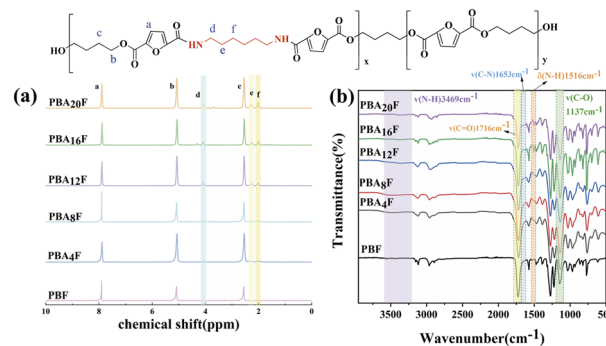 a
c
d
f
HO
O
b
O
O
O
HN
e
NH
O
O
O
x
O
O
O
O
O
OH
y
(a)
a
b
d
c
e
f
PBA20F
PBA16F
PBA12F
PBA8F
PBA4F
PBF
10
8
6
4
2
0
chemical shift(ppm)
ν(C-N)1653cm-1
δ(N-H)1516cm-1
(b)
PBA20F
ν(N-H)3469cm-1
ν(C-O)
1137cm-1
PBA16F
ν(C=O)1716cm-1
PBA12F
PBA8F
PBA4F
PBF
Transmittance(%)
3500
3000
2500
2000
1500
1000
Wavenumber(cm-1)